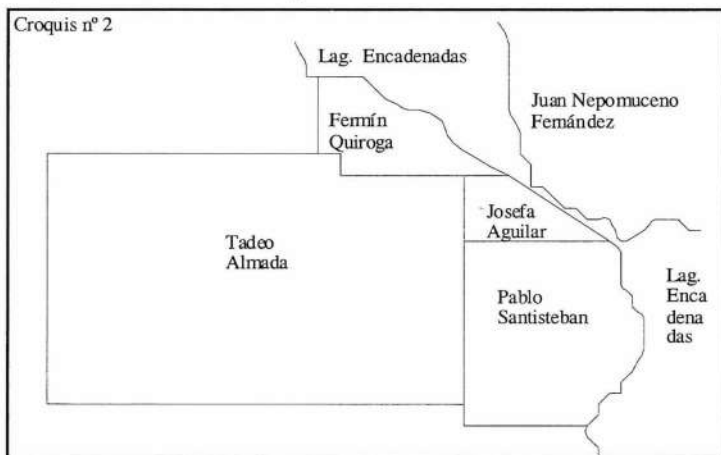 Croquis nº 2
Lag. Encadenadas
Juan Nepomuceno
Fernández
Fermín
Quiroga
Josefa
Aguilar
Tadeo
Almada
Lag.
Enca
dena
das
Pablo
Santisteban